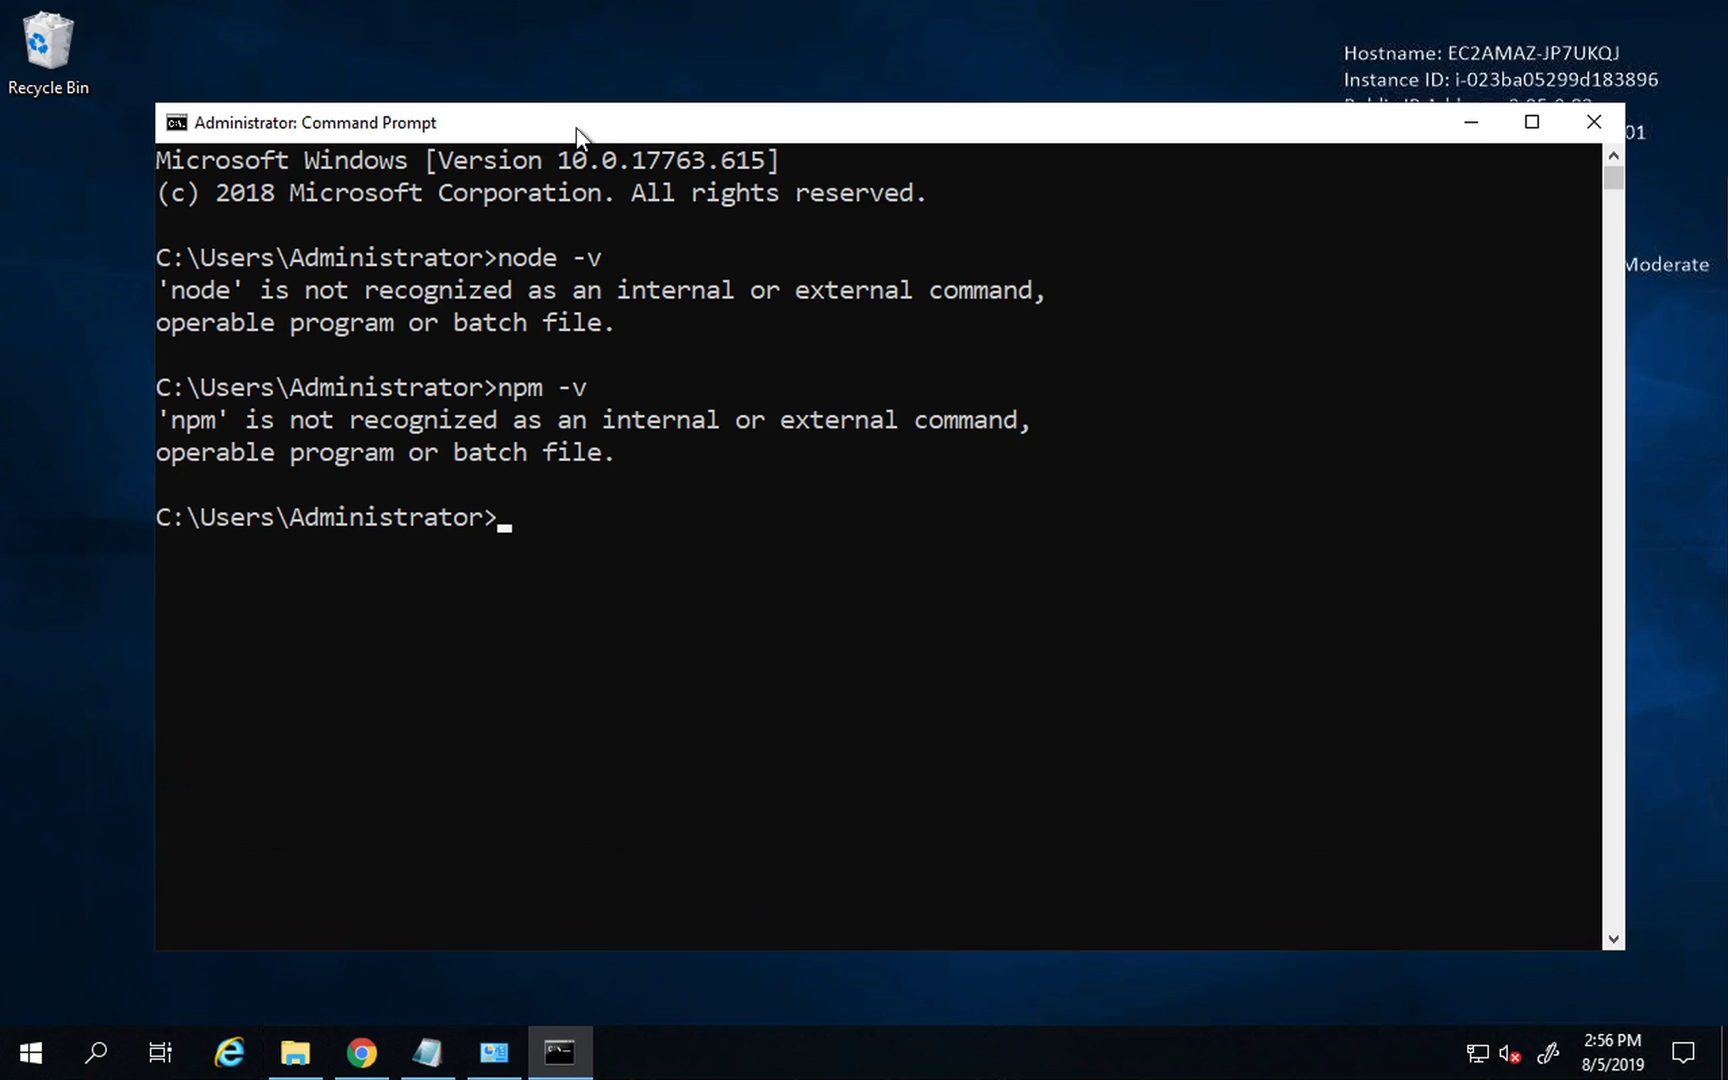 Recycle Bin
Hostname: EC2AMAZ-JP7UKQJ
Instance ID: i-023ba05299d183896
01
Moderate
Administrator: Command Prompt
Microsoft Windows [Version 10.0.17763.615]
(c) 2018 Microsoft Corporation. All rights reserved.
C:\Users\Administrator>node -v
'node' is not recognized as an internal or external command,
operable program or batch file.
C:\Users\Administrator>npm -v
'npm' is not recognized as an internal or external command,
operable program or batch file.
C:\Users\Administrator>
2:56 PM
8/5/2019